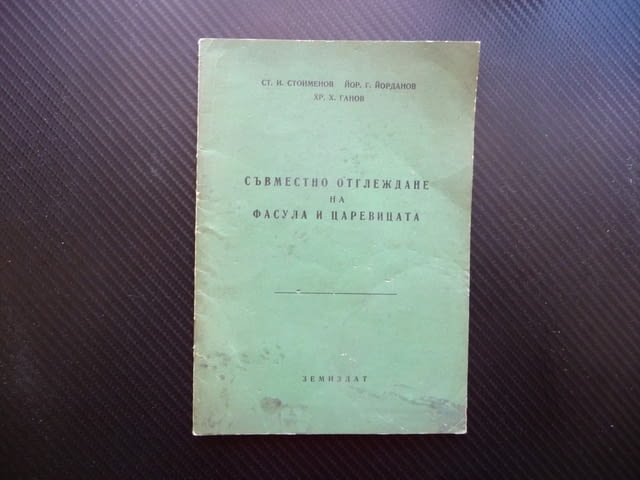 СТ. И. СТОИМЕНОВ ЙОР. Г. ЙОРДАНОВ
ХР. Х. ГАНОВ
СЪВМЕСТНО ОТГЛЕЖДАНЕ
НА
ФАСУЛА И ЦАРЕВИЦАТА
ЗЕМИЗДАТ